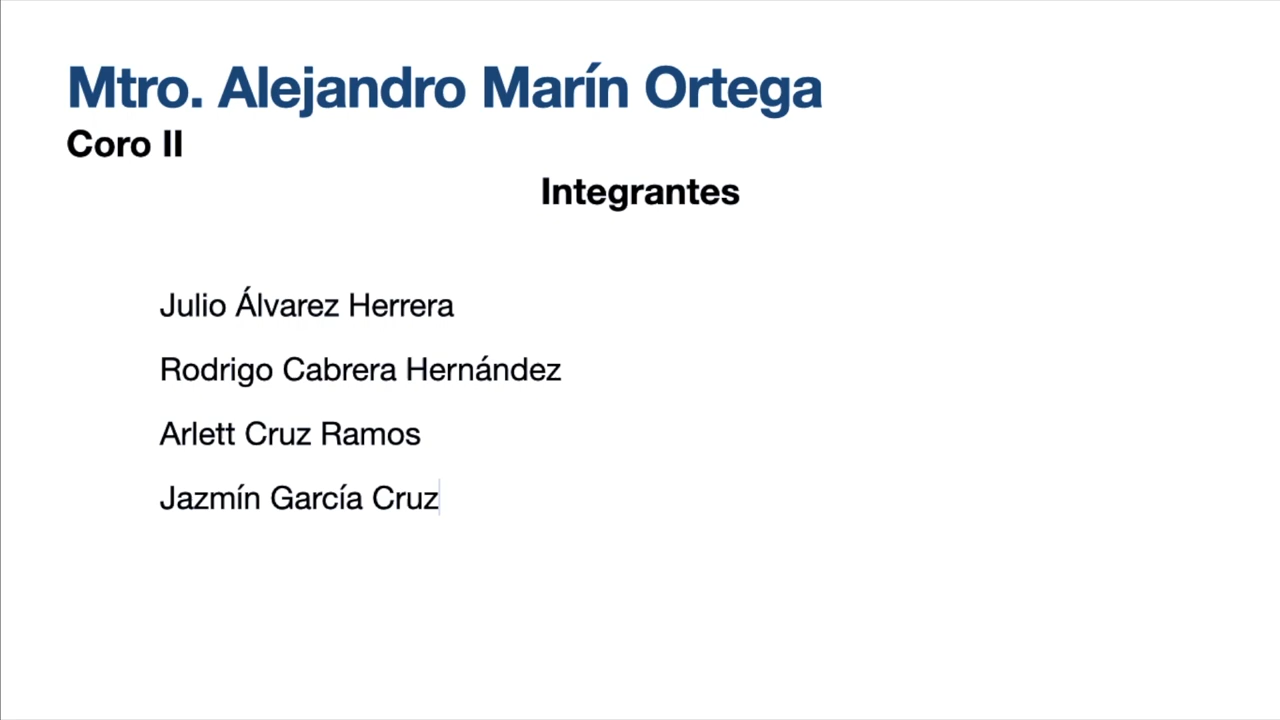 Mtro. Alejandro Marín Ortega
Coro II
Integrantes
Julio Álvarez Herrera
Rodrigo Cabrera Hernández
Arlett Cruz Ramos
Jazmín García Cruz